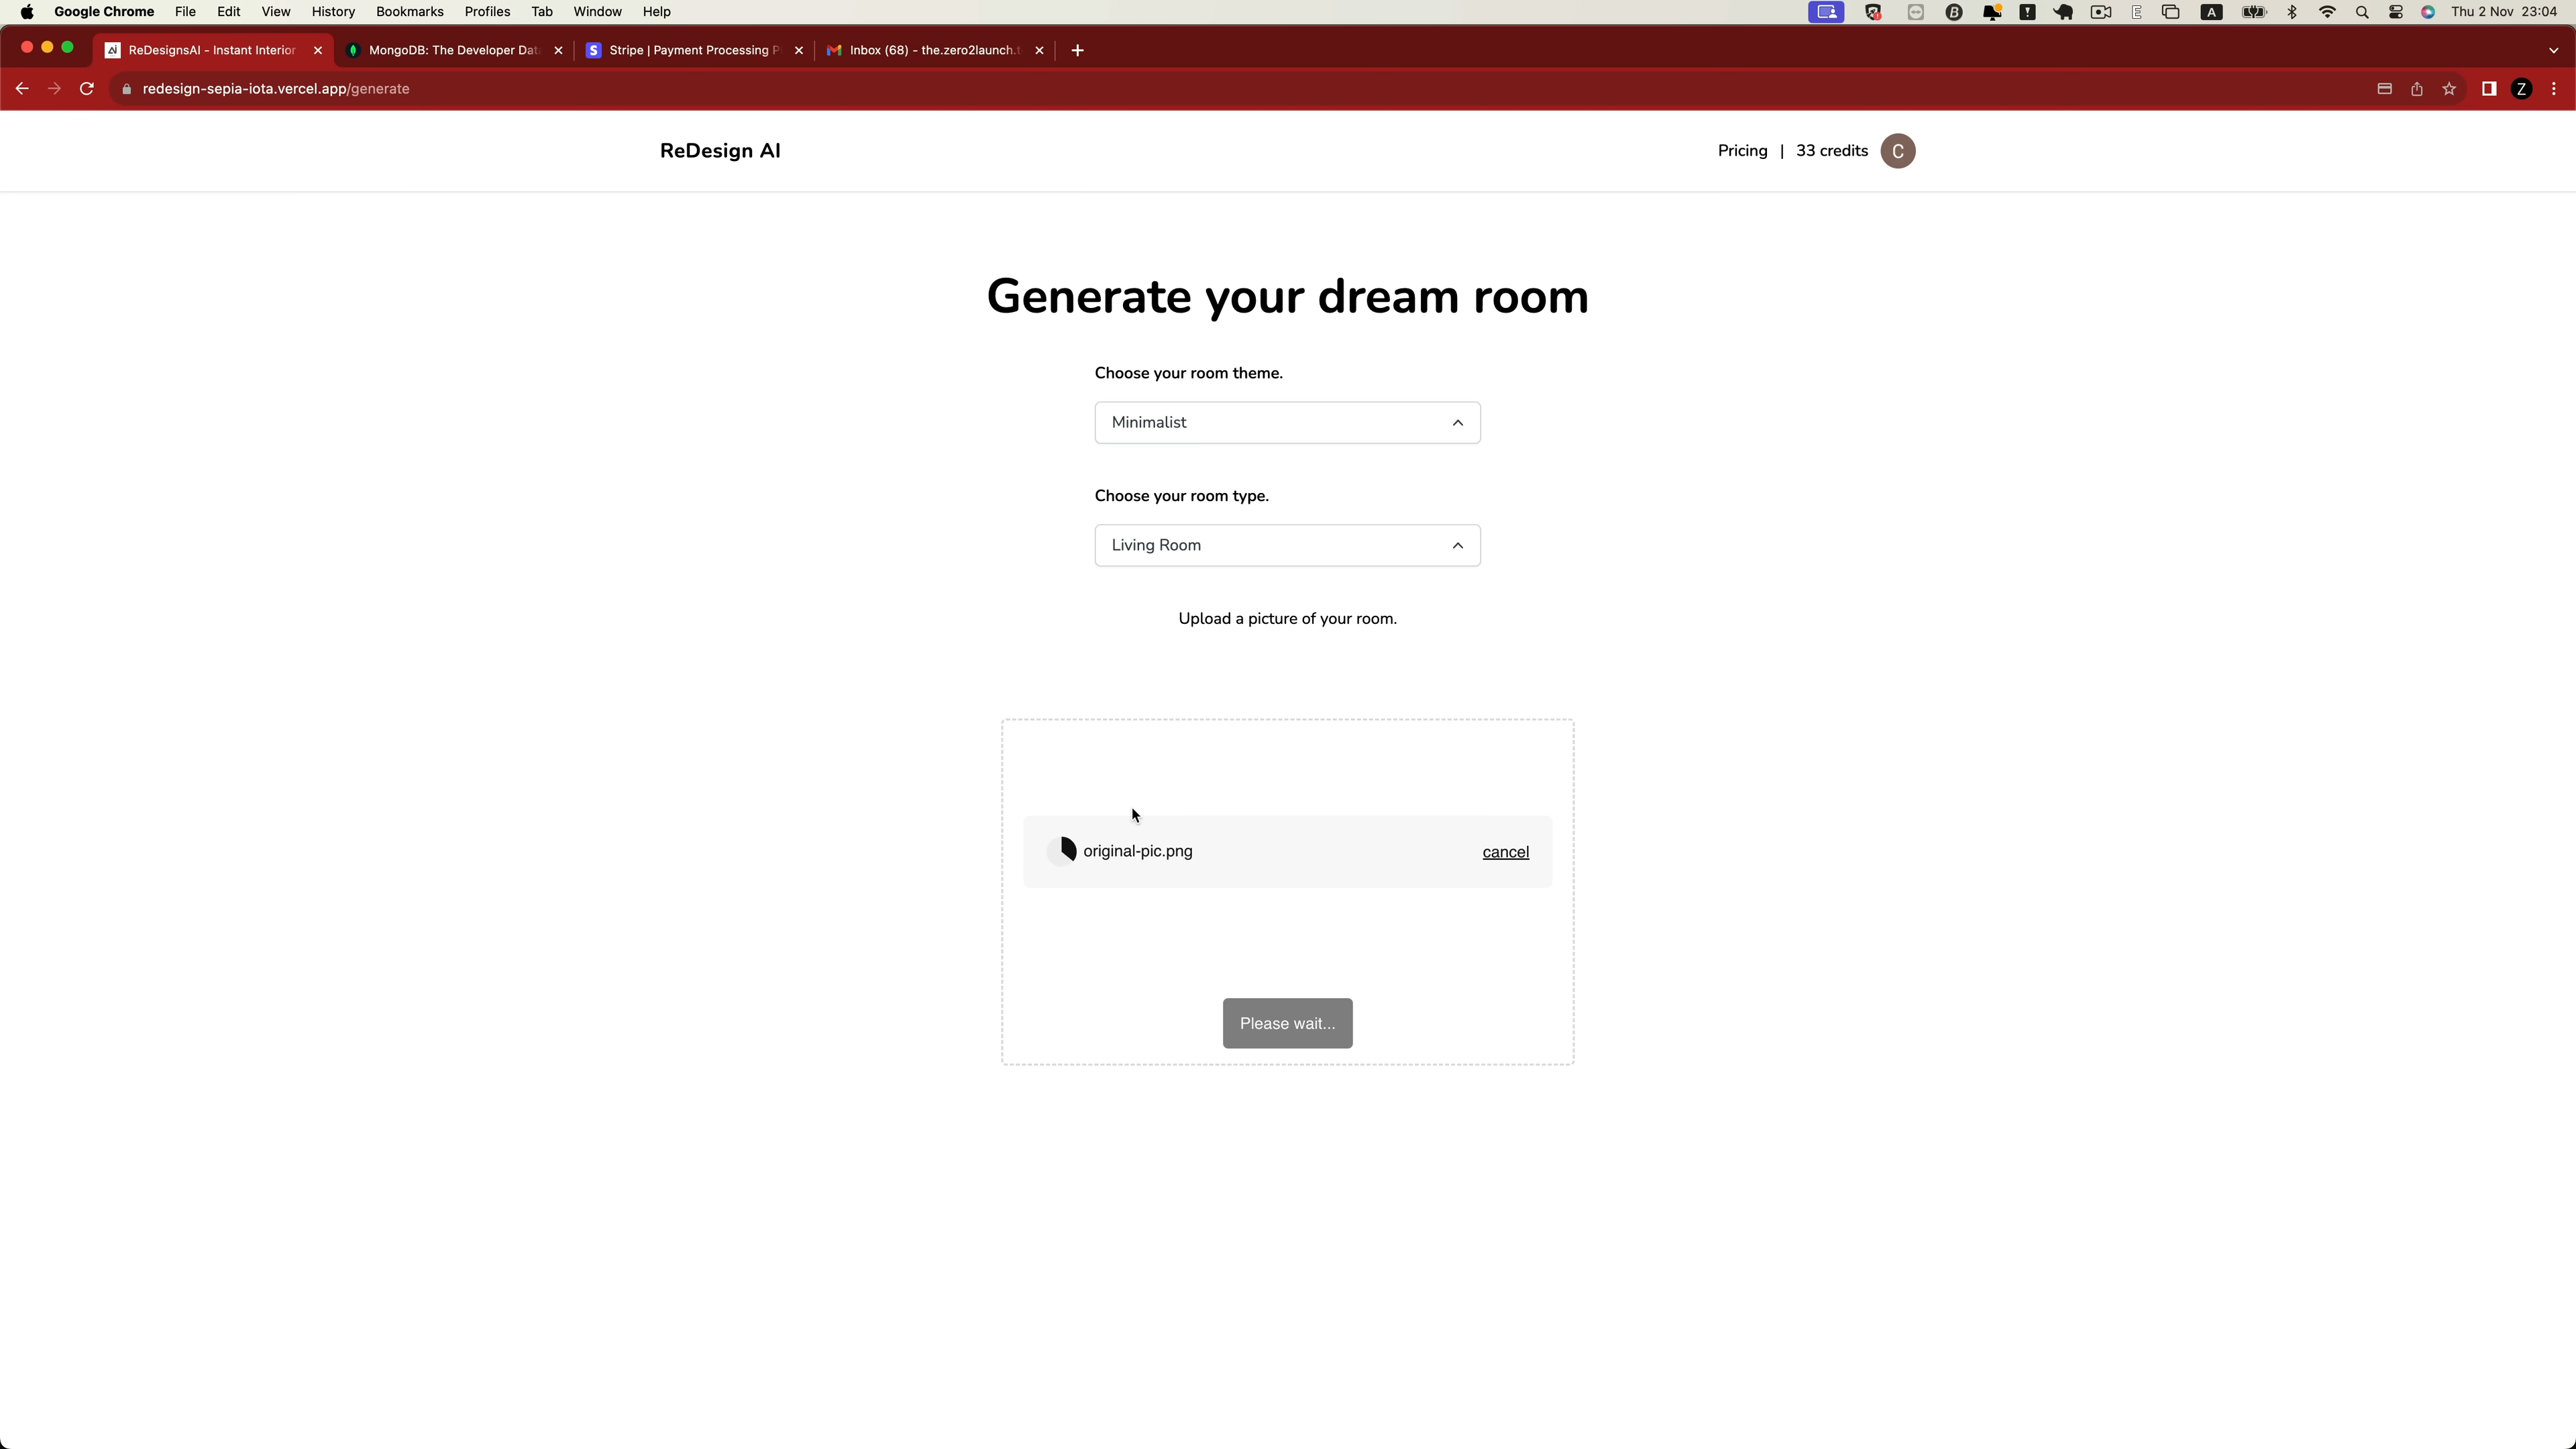 Google Chrome File Edit View History Bookmarks Profiles Tab Window Help Thu 2 Nov 23:04
ReDesignsAI - Instant Interior MongoDB: The Developer Dat Stripe | Payment Processing P Inbox (68) - the.zero2launch.t
redesign-sepia-iota.vercel.app/generate Z
ReDesign AI Pricing | 33 credits C
Generate your dream room
Choose your room theme.
Minimalist
Choose your room type.
Living Room
Upload a picture of your room.
original-pic.png cancel
Please wait...